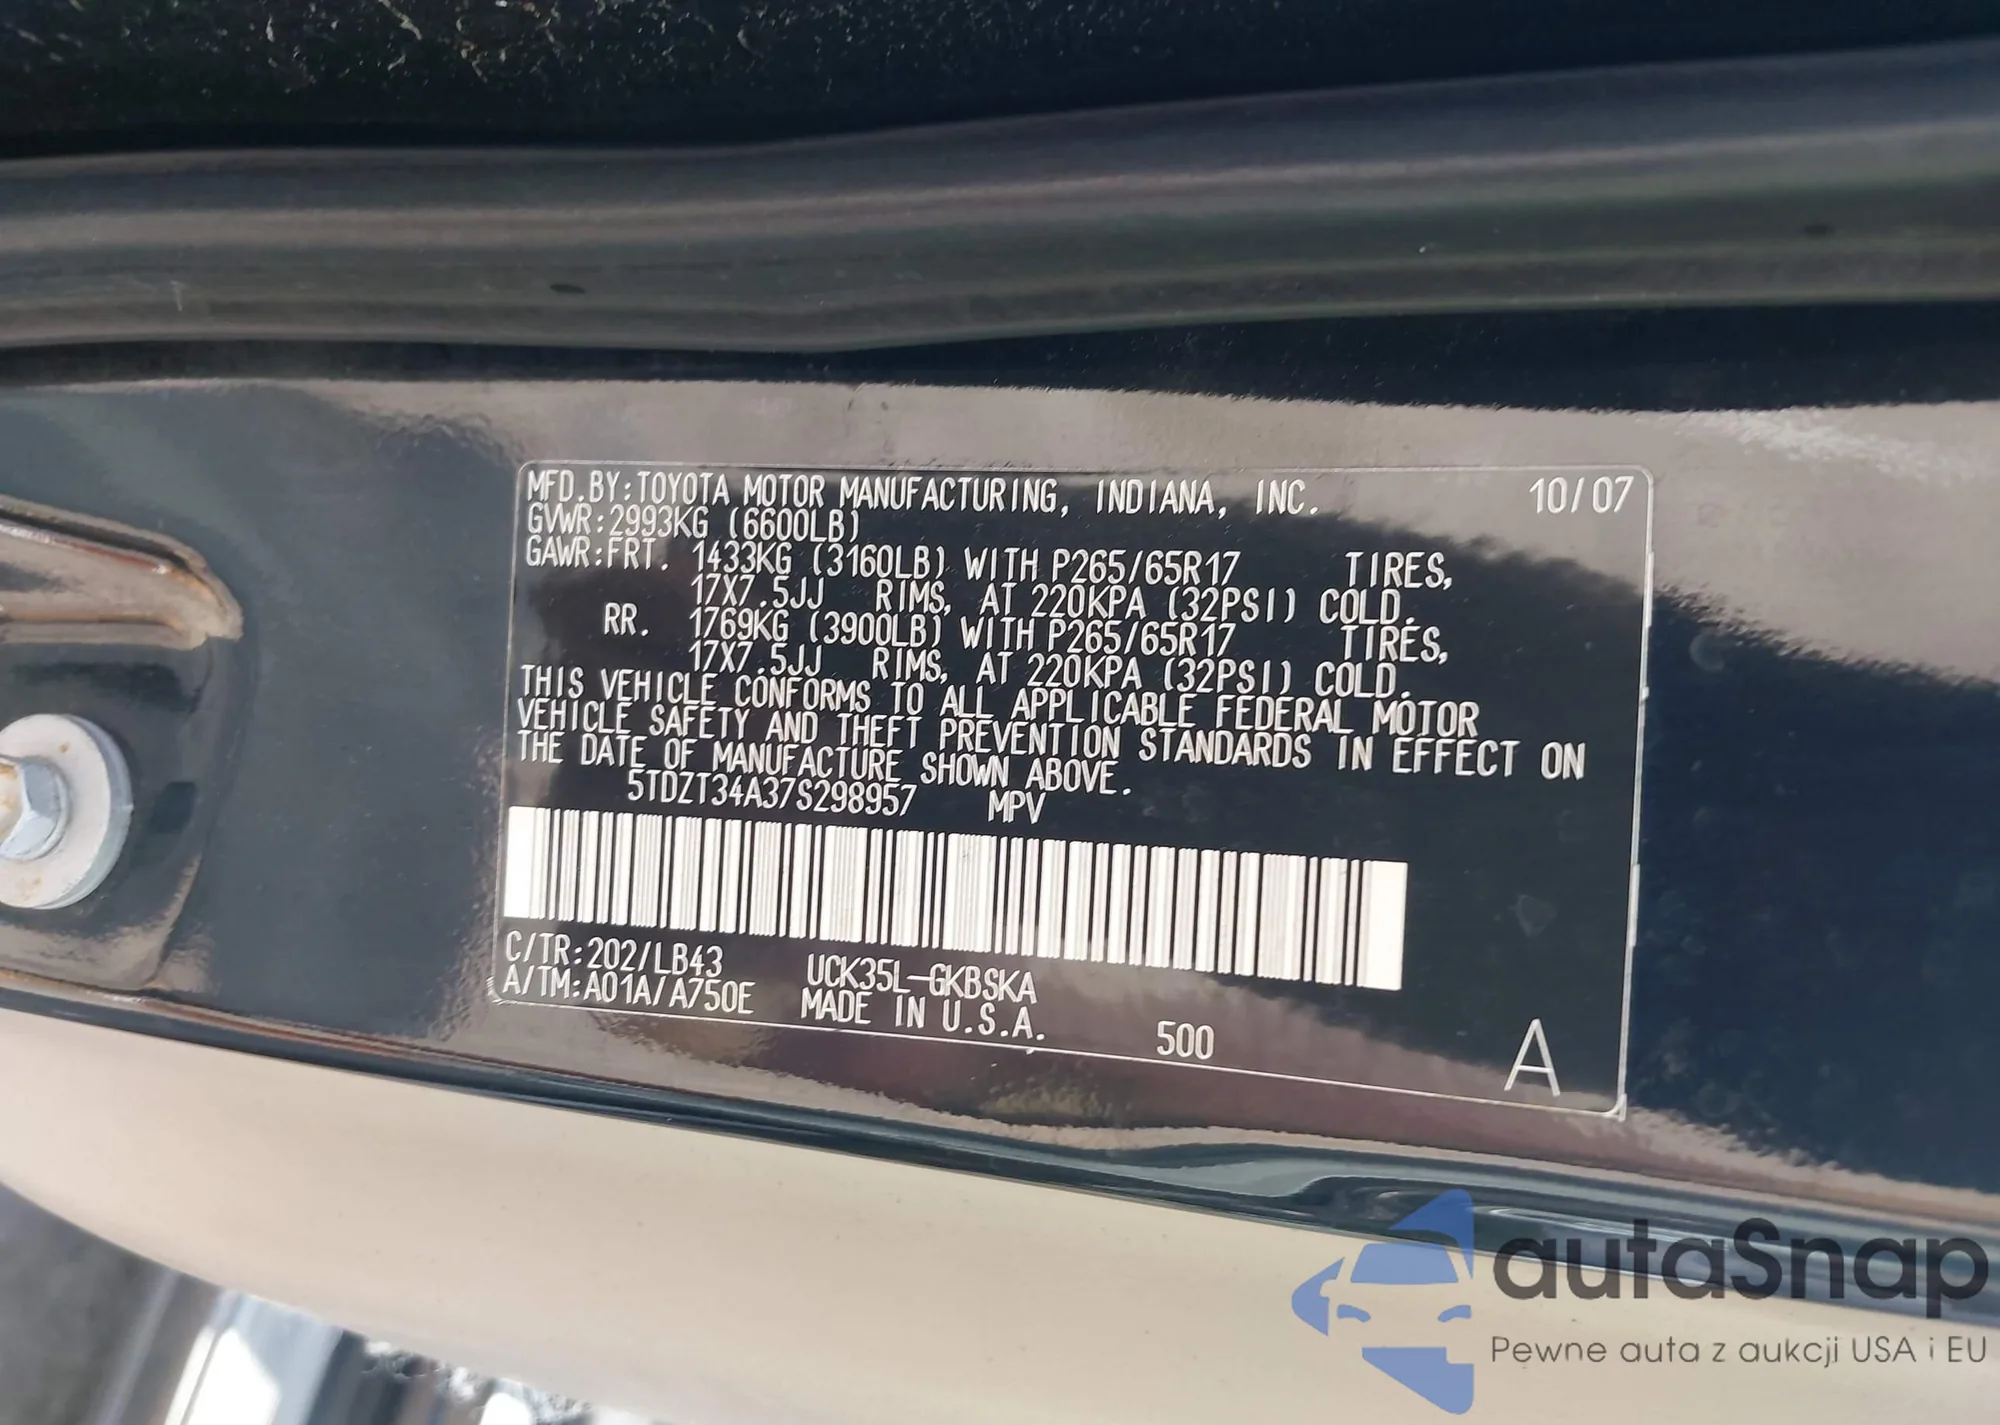 MFD.BY:TOYOTA MOTOR MANUFACTURING, INDIANA, INC. 10/07
GVWR:2993KG (6600LB)
GAWR:FRT. 1433KG (3160LB) WITH P265/65R17 TIRES,
17X7.5JJ RIMS, AT 220KPA (32PSI) COLD.
RR. 1769KG (3900LB) WITH P265/65R17 TIRES,
17X7.5JJ RIMS, AT 220KPA (32PSI) COLD.
THIS VEHICLE CONFORMS TO ALL APPLICABLE FEDERAL MOTOR
VEHICLE SAFETY AND THEFT PREVENTION STANDARDS IN EFFECT ON
THE DATE OF MANUFACTURE SHOWN ABOVE.
5TDZT34A37S298957 MPV
C/TR:202/LB43 UCK35L-GKBSKA
A/TM:A01A/A750E MADE IN U.S.A. 500 A
autaSnap
Pewne auta z aukcji USA i EU